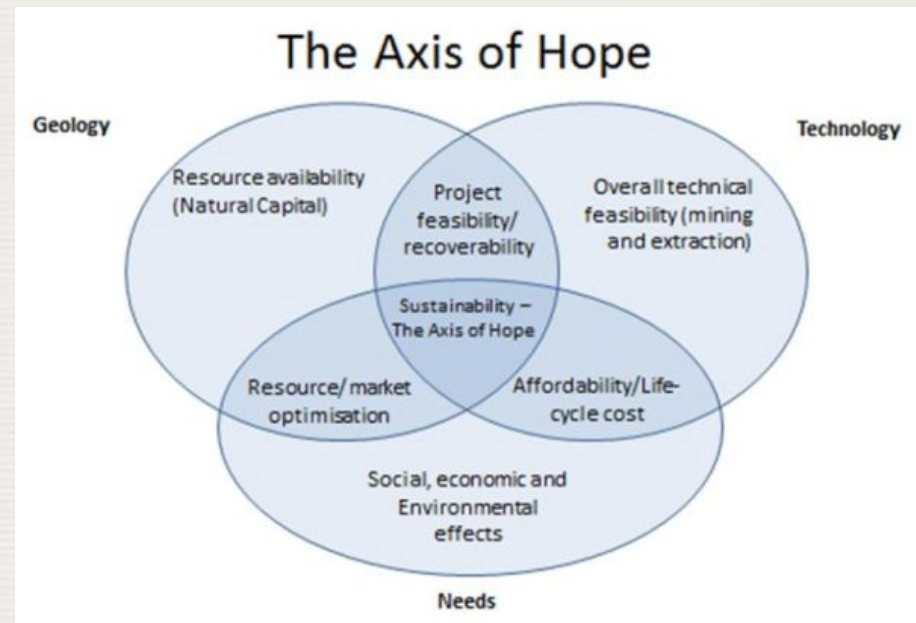 The Axis of Hope
Geology
Technology
Resource availability
(Natural Capital)
Project
feasibility/
recoverability
Overall technical
feasibility (mining
and extraction)
Sustainability –
The Axis of Hope
Resource/ market
optimisation
Affordability/Life-
cycle cost
Social, economic and
Environmental
effects
Needs